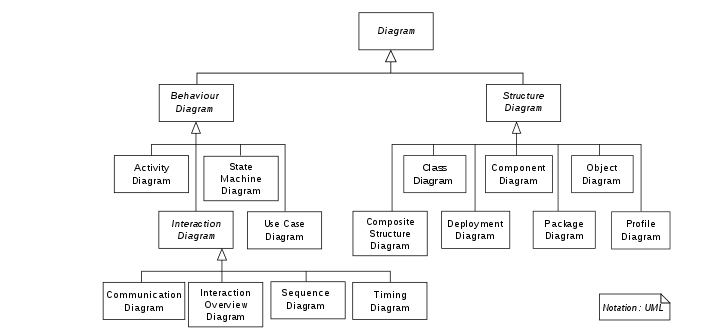 Diagram
Behaviour
Diagram
Structure
Diagram
Activity
Diagram
State
Machine
Diagram
Class
Diagram
Component
Diagram
Object
Diagram
Interaction
Diagram
Use Case
Diagram
Composite
Structure
Diagram
Deployment
Diagram
Package
Diagram
Profile
Diagram
Communication
Diagram
Interaction
Overview
Diagram
Sequence
Diagram
Timing
Diagram
Notation: UML